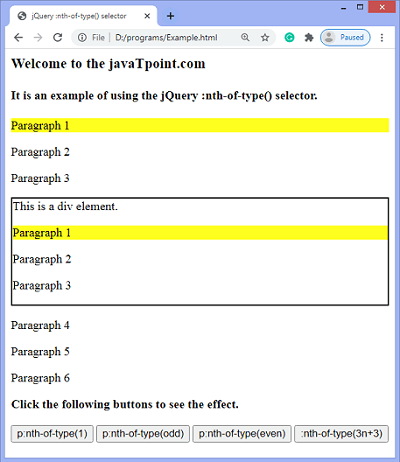 jQuery :nth-of-type() selector
File | D:/programs/Example.html
Paused
Welcome to the javaTpoint.com
It is an example of using the jQuery :nth-of-type() selector.
Paragraph 1
Paragraph 2
Paragraph 3
This is a div element.
Paragraph 1
Paragraph 2
Paragraph 3
Paragraph 4
Paragraph 5
Paragraph 6
Click the following buttons to see the effect.
p:nth-of-type(1) p:nth-of-type(odd) p:nth-of-type(even) :nth-of-type(3n+3)